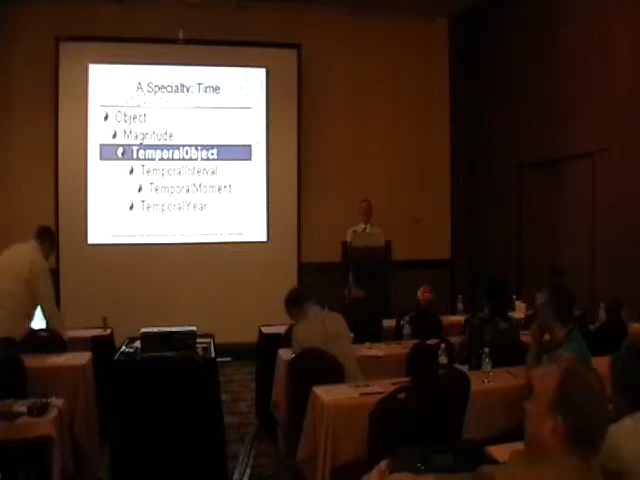 A Specialty: Time
Object
Magnitude
TemporalObject
TemporalInterval
TemporalMoment
TemporalYear